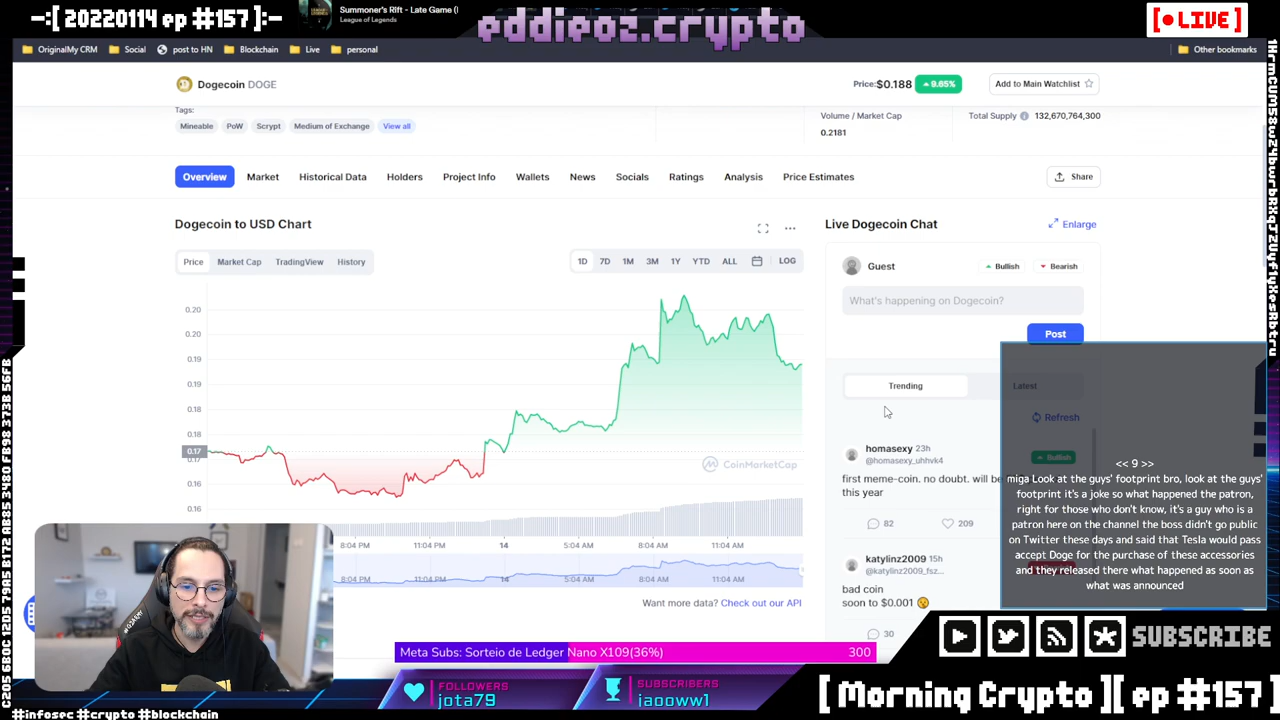 -:[ 20220114 ep #157]:-
Summoner's Rift - Late Game (
League of Legends
eddieoz.crypto
[ LIVE ]
OriginalMy CRM
Social
post to HN
Blockchain
Live
personal
Other bookmarks
Dogecoin DOGE
Price:$0.188
9.65%
Add to Main Watchlist
Tags:
Mineable
PoW
Scrypt
Medium of Exchange
View all
Volume / Market Cap
0.2181
Total Supply
132,670,764,300
Overview
Market
Historical Data
Holders
Project Info
Wallets
News
Socials
Ratings
Analysis
Price Estimates
Share
Dogecoin to USD Chart
Price
Market Cap
TradingView
History
1D
7D
1M
3M
1Y
YTD
ALL
LOG
0.20
0.20
0.19
0.19
0.18
0.18
0.17
0.17
0.16
0.16
CoinMarketCap
8:04 PM
11:04 PM
14
5:04 AM
8:04 AM
11:04 AM
8:04 PM
11:04 PM
14
5:04 AM
8:04 AM
11:04 AM
Want more data? Check out our API
Live Dogecoin Chat
Enlarge
Guest
Bullish
Bearish
What's happening on Dogecoin?
Post
Trending
Latest
Refresh
homasexy 23h
@homasexy_uhhvk4
Bullish
first meme-coin. no doubt. will be
this year
82
209
katylinz2009 15h
@katylinz2009_fsz...
bad coin
soon to $0.001
30
<< 9 >>
miga Look at the guys' footprint bro, look at the guys'
footprint it's a joke so what happened the patron,
right for those who don't know, it's a guy who is a
patron here on the channel the boss didn't go public
on Twitter these days and said that Tesla would pass
accept Doge for the purchase of these accessories
and they released there what happened as soon as
what was announced
Meta Subs: Sorteio de Ledger Nano X109(36%)
300
FOLLOWERS
jota79
SUBSCRIBERS
jaooww1
SUBSCRIBE
[ Morning Crypto ][ ep #157 ]
#infosec #crypto #blockchain